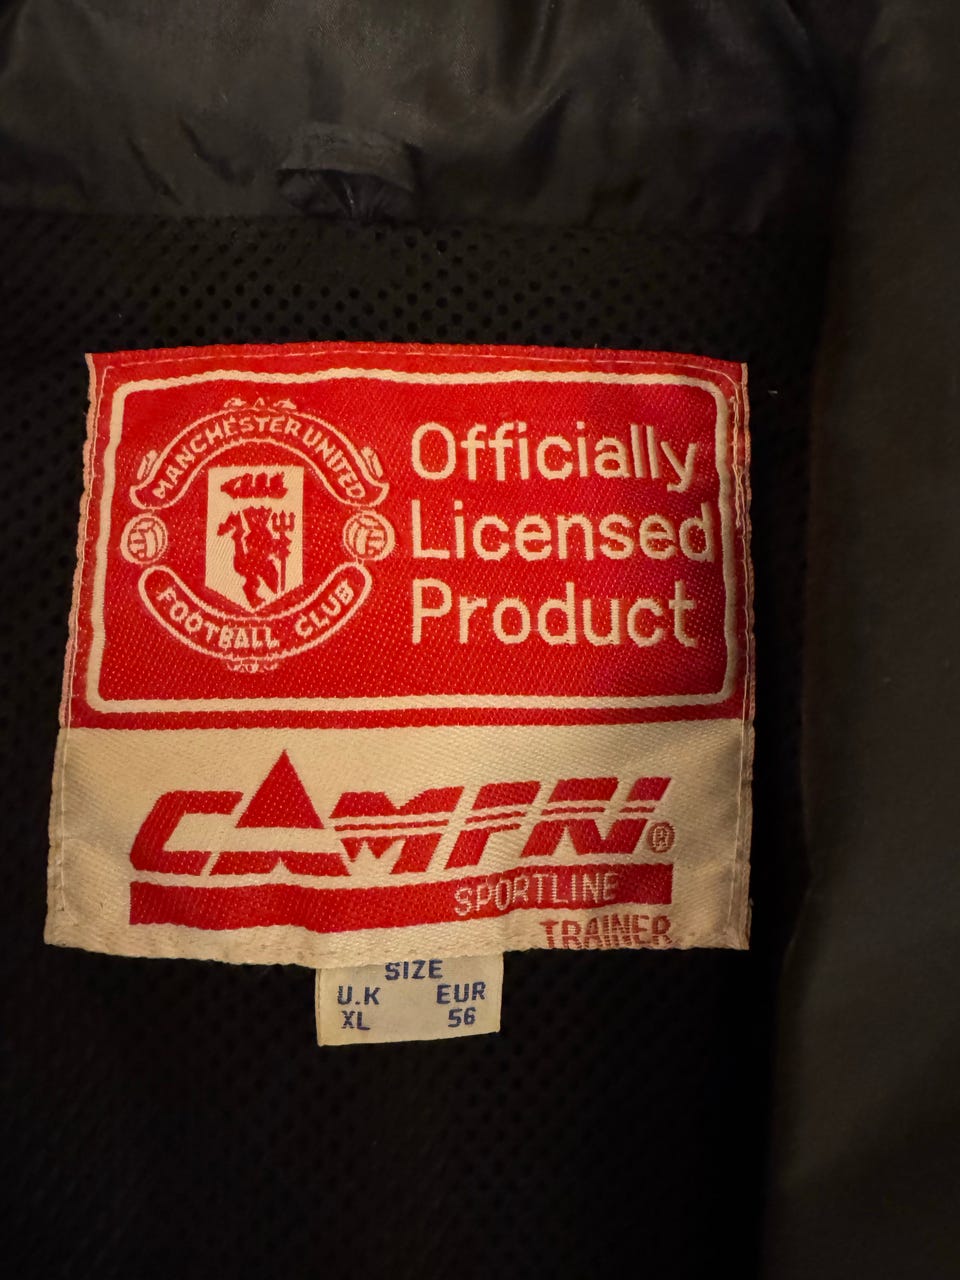 MANCHESTER UNITED
FOOTBALL CLUB
Officially
Licensed
Product
CAMPRI®
SPORTLINE
TRAINER
SIZE
U.K EUR
XL 56